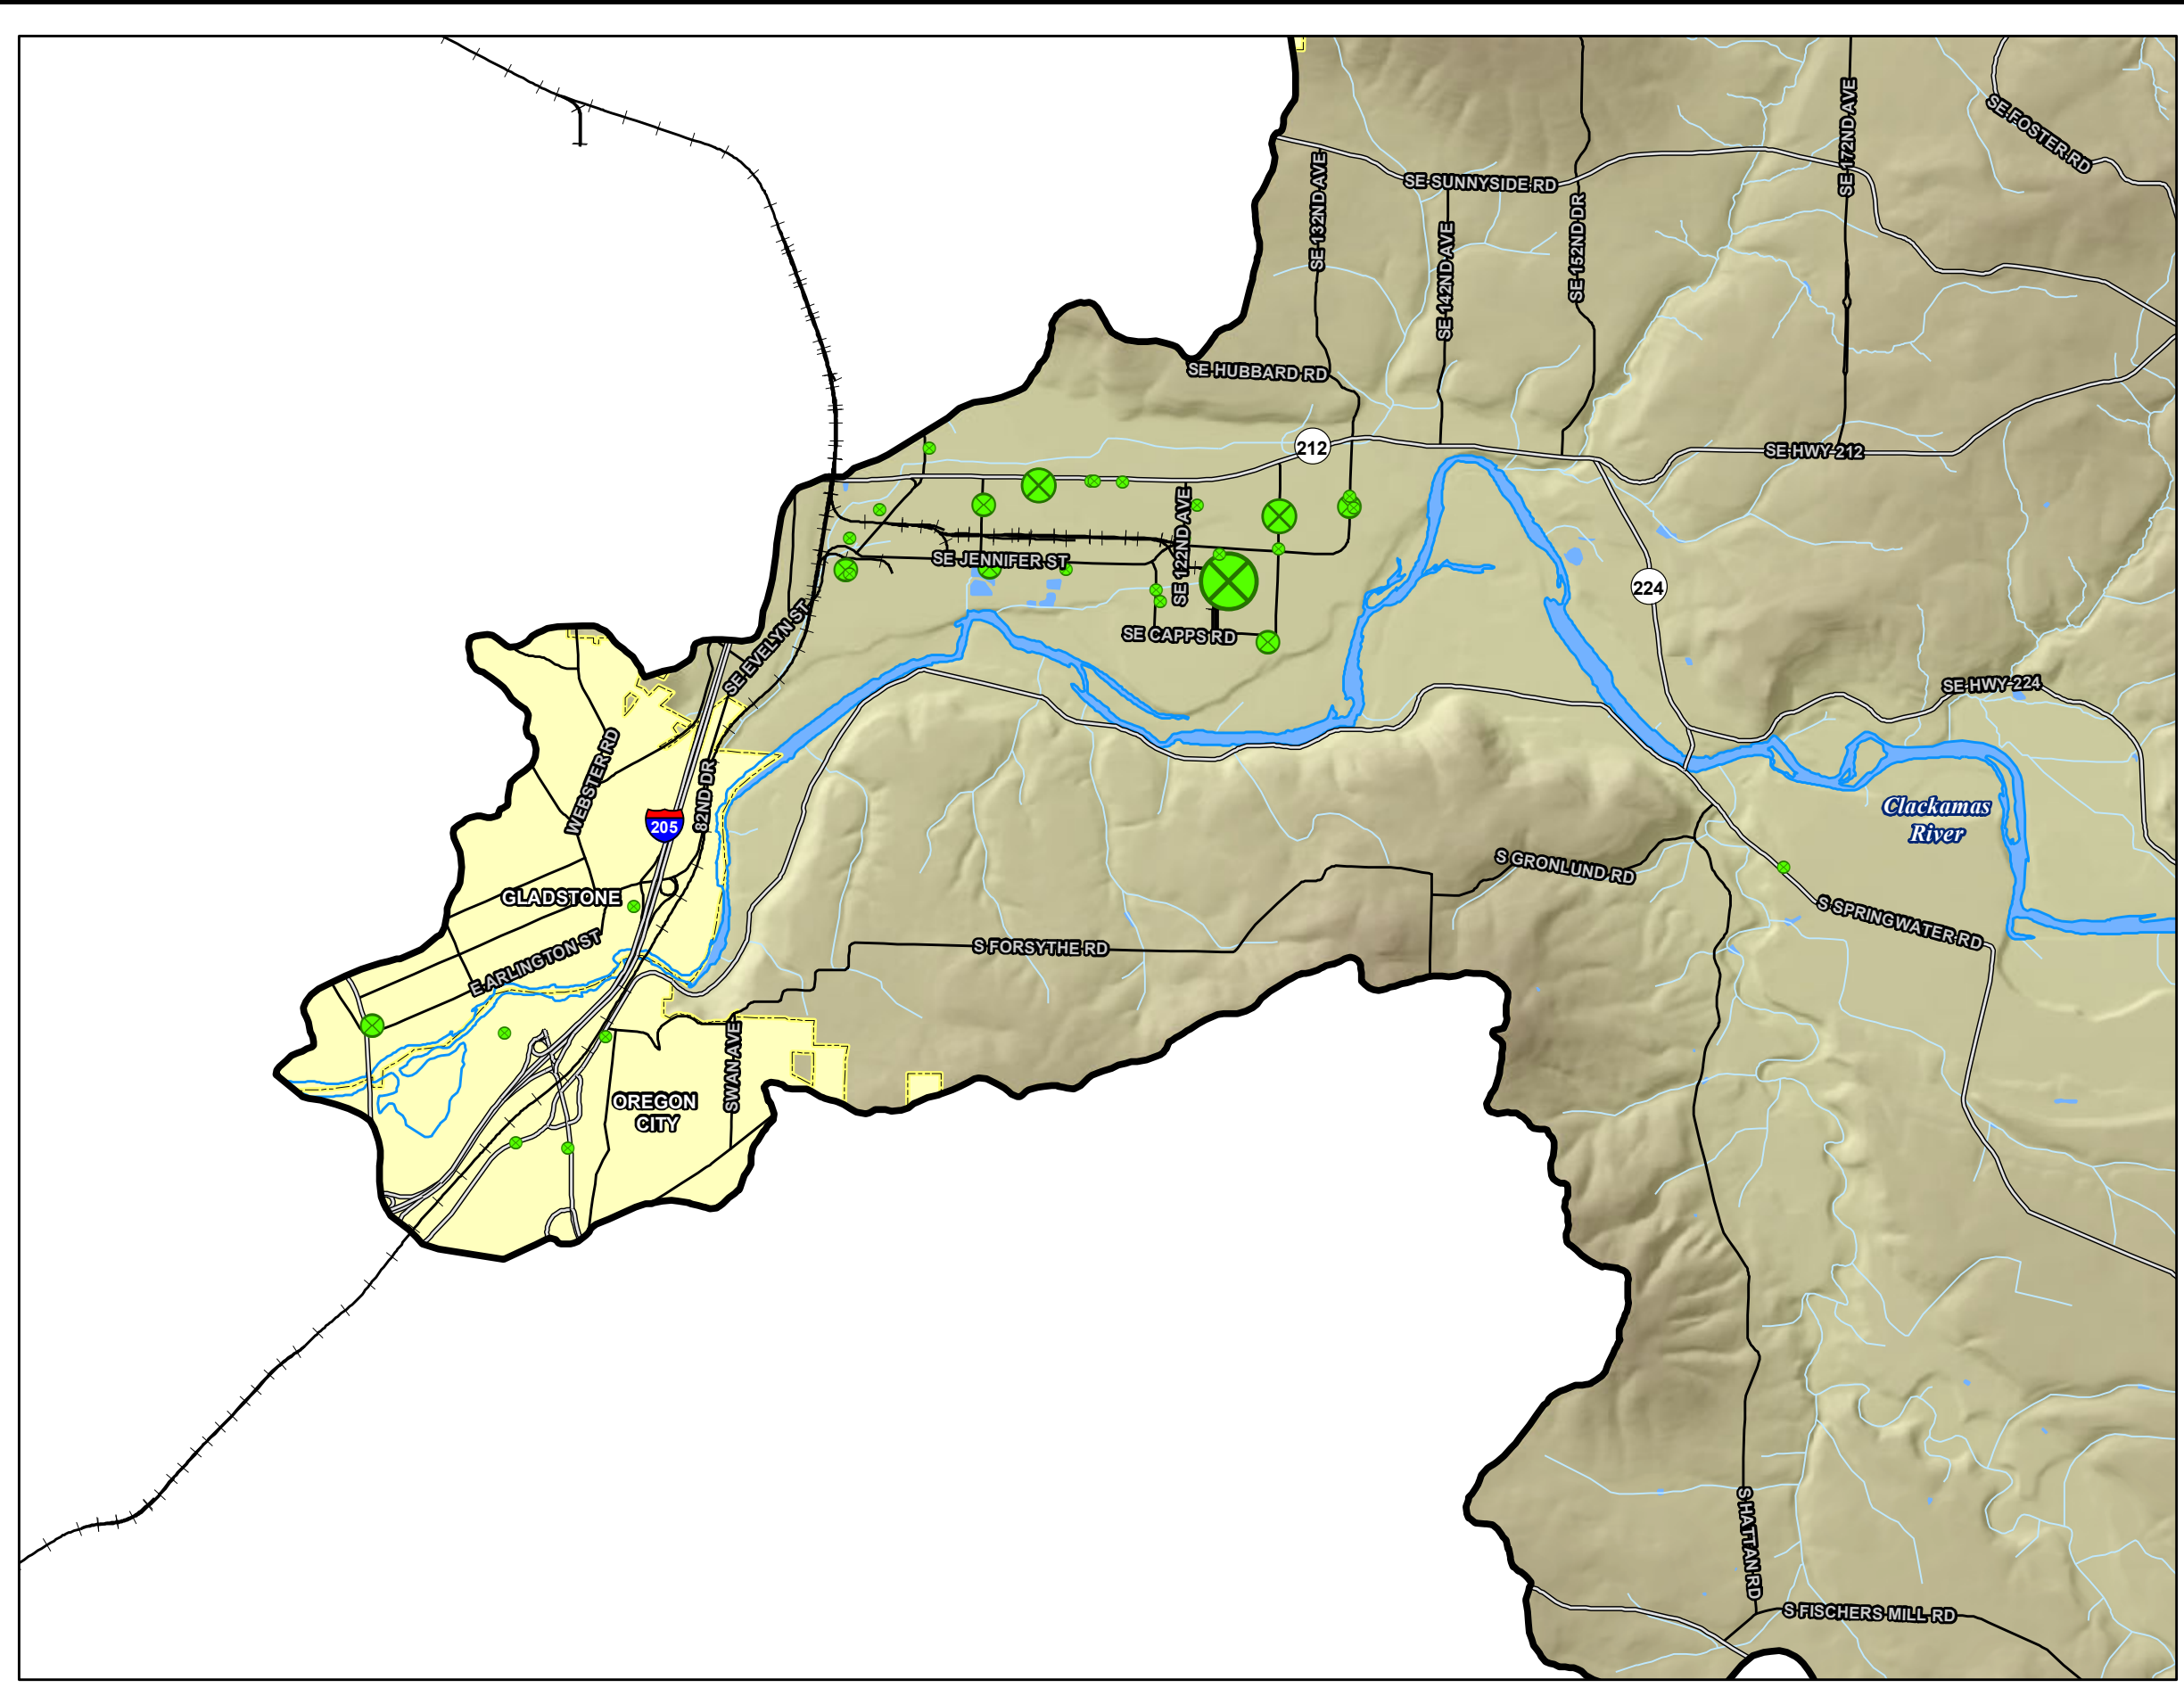 SE 172ND AVE
SE FOSTER RD
SE 132ND AVE
SE SUNNYSIDE RD
SE 152ND DR
SE 142ND AVE
SE HUBBARD RD
212
SE HWY 212
SE 122ND AVE
SE JENNIFER ST
224
SE EVELYN ST
SE CAPPS RD
SE HWY 224
WEBSTER RD
82ND DR
205
Clackamas
River
S GRONLUND RD
GLADSTONE
S SPRINGWATER RD
E ARLINGTON ST
S FORSYTHE RD
SWAN AVE
OREGON
CITY
S HATTAN RD
S FISCHERS MILL RD